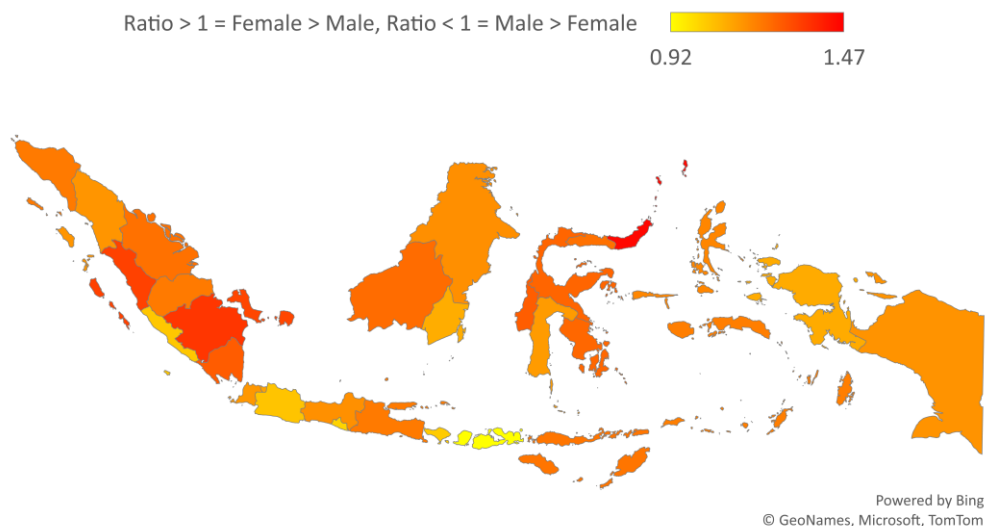 Ratio > 1 = Female > Male, Ratio < 1 = Male > Female
0.92 1.47
Powered by Bing
© GeoNames, Microsoft, TomTom